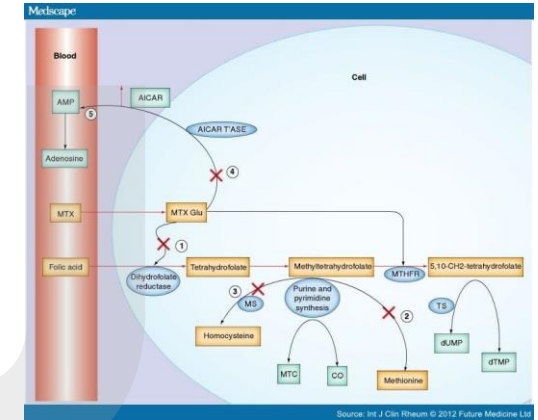 Medscape
Blood
Cell
AMP
AICAR
5
AICAR T'ASE
Adenosine
4
MTX
MTX Glu
1
Folic acid
Dihydrofolate
reductase
Tetrahydrofolate
Methyltetrahydrofolate
MTHFR
5,10-CH2-tetrahydrofolate
3
MS
Purine and
pyrimidine
synthesis
2
TS
Homocysteine
dUMP
dTMP
MTC
CO
Methionine
Source: Int J Clin Rheum © 2012 Future Medicine Ltd